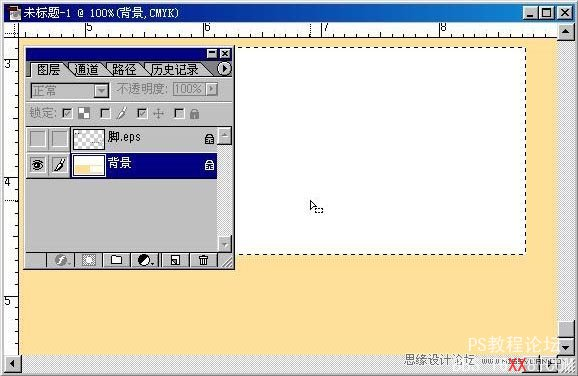 未标题-1 @ 100%(背景,CMYK)
5 6 7 8
3
4
5
图层 通道 路径 历史记录
正常 不透明度: 100%
锁定:
脚.eps
背景
PS教程论坛
思缘设计论坛